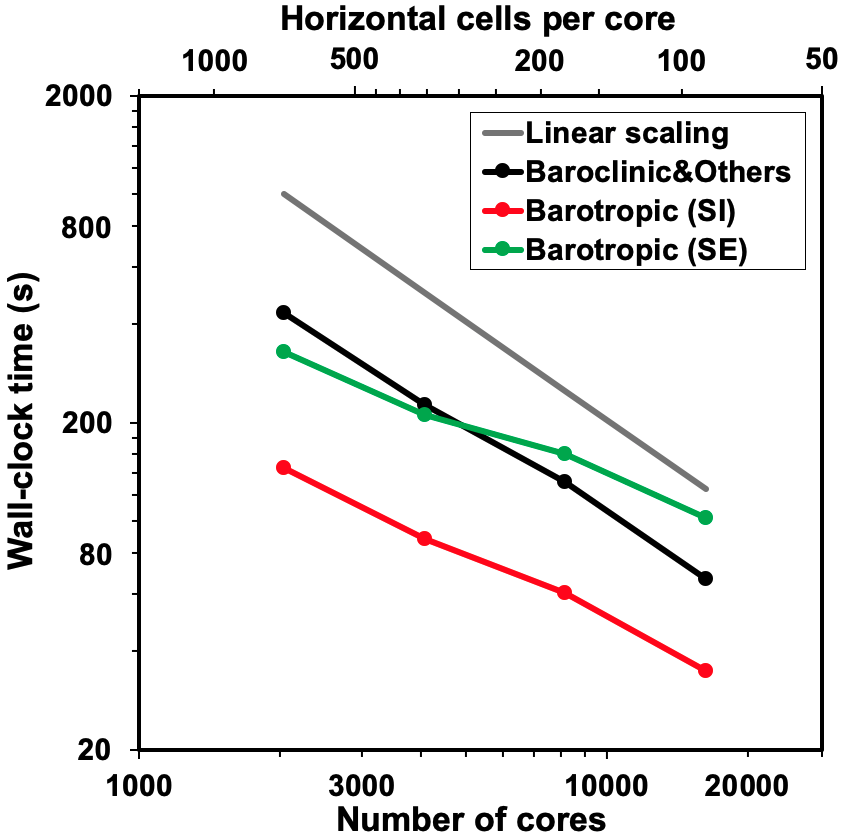 Horizontal cells per core
1000 500 200 100 50
2000
800
200
80
20
Wall-clock time (s)
Linear scaling
Baroclinic&Others
Barotropic (SI)
Barotropic (SE)
1000 3000 10000 20000
Number of cores